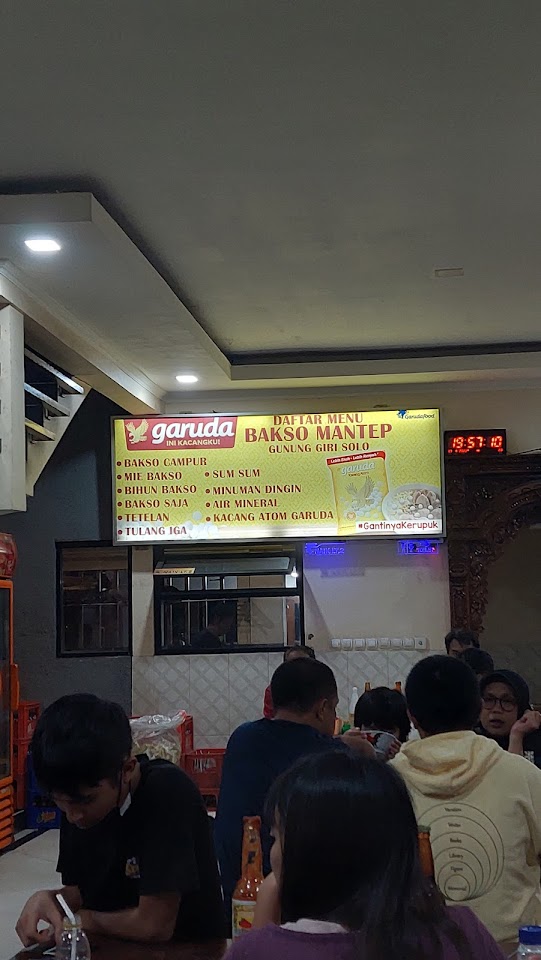 garuda
INI KACANGKU!
DAFTAR MENU
BAKSO MANTEP
GUNUNG GIRI SOLO
Garudafood
• BAKSO CAMPUR
• MIE BAKSO
• BIHUN BAKSO
• BAKSO SAJA
• TETELAN
• TULANG IGA
• SUM SUM
• MINUMAN DINGIN
• AIR MINERAL
• KACANG ATOM GARUDA
garuda
#GantinyaKerupuk
19:57:10